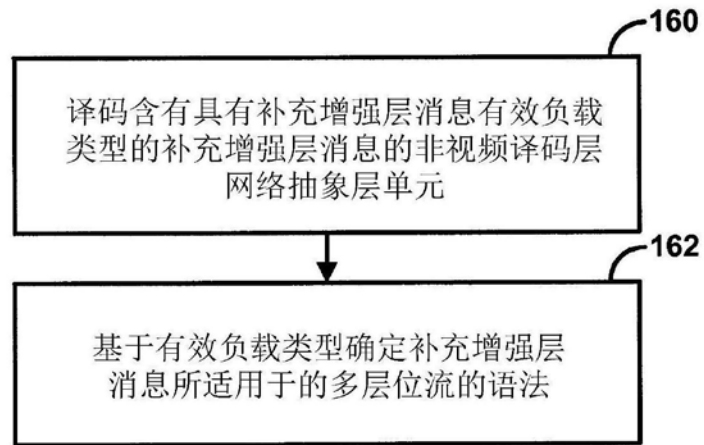 160
译码含有具有补充增强层消息有效负载
类型的补充增强层消息的非视频译码层
网络抽象层单元
162
基于有效负载类型确定补充增强层
消息所适用于的多层位流的语法